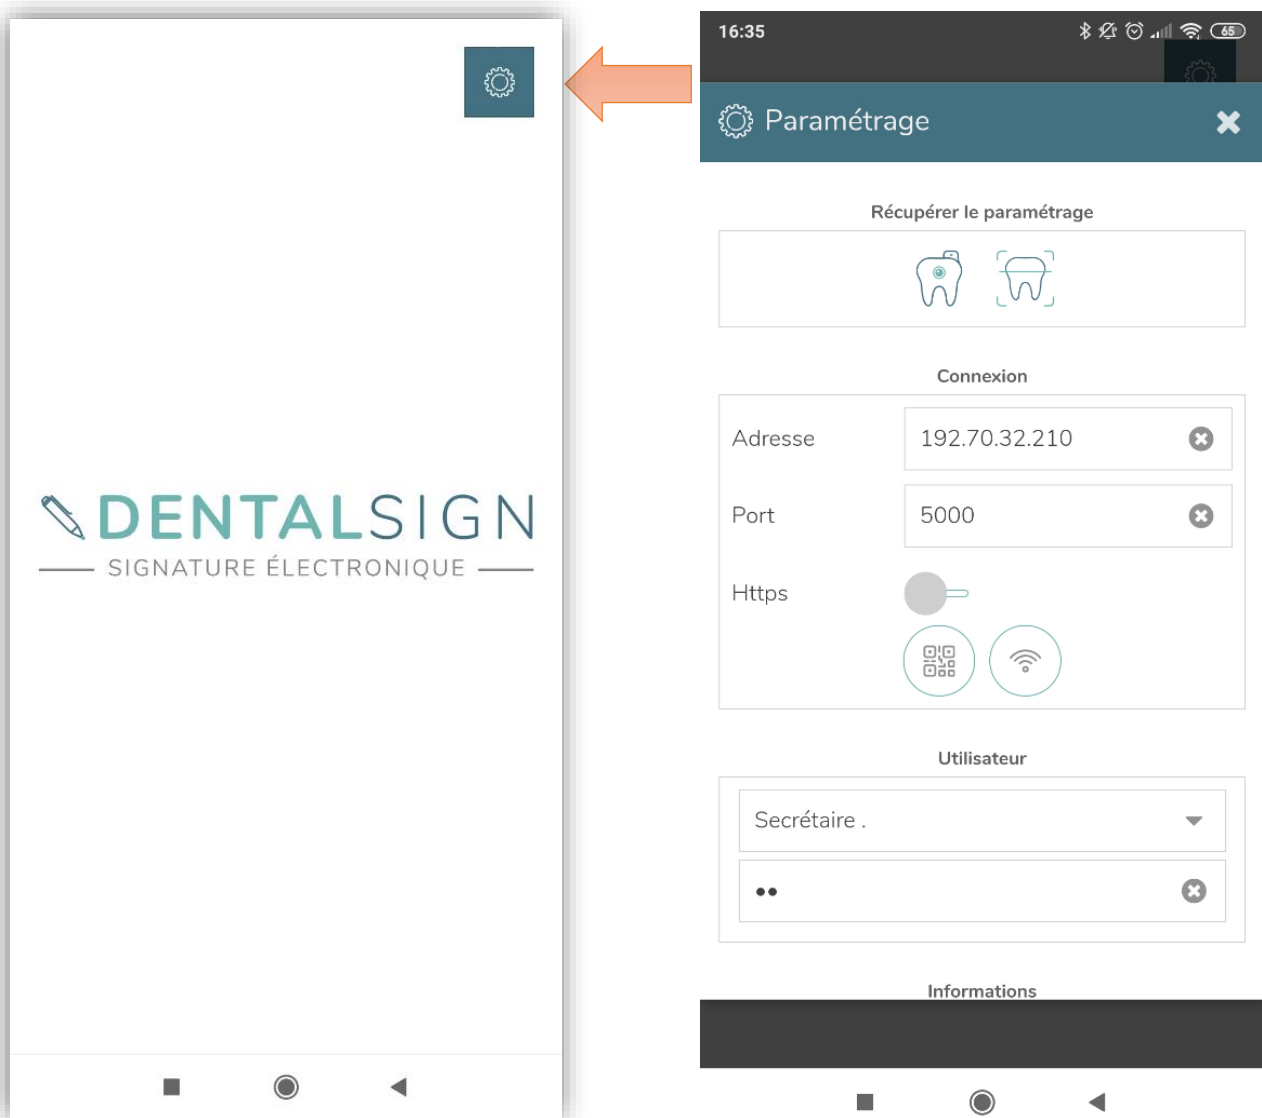 DENTALSIGN
SIGNATURE ÉLECTRONIQUE
16:35
65
Paramétrage
Récupérer le paramétrage
Connexion
Adresse 192.70.32.210
Port 5000
Https
Utilisateur
Secrétaire .
••
Informations